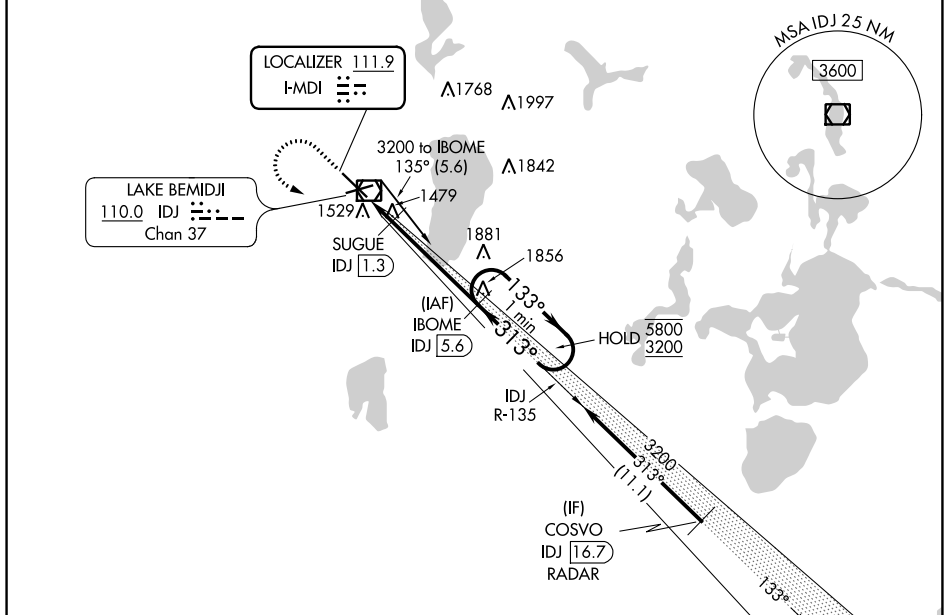 MSA IDJ 25 NM
3600
LOCALIZER 111.9
I-MDI
1768
1997
3200 to IBOME
135° (5.6)
1842
LAKE BEMIDJI
110.0 IDJ
Chan 37
1529
1479
SUGUE
IDJ 1.3
1881
1856
133°
1 min
(IAF)
IBOME
IDJ 5.6
313°
HOLD 5800
3200
IDJ
R-135
3200
313°
(11.1)
(IF)
COSVO
IDJ 16.7
RADAR
133°